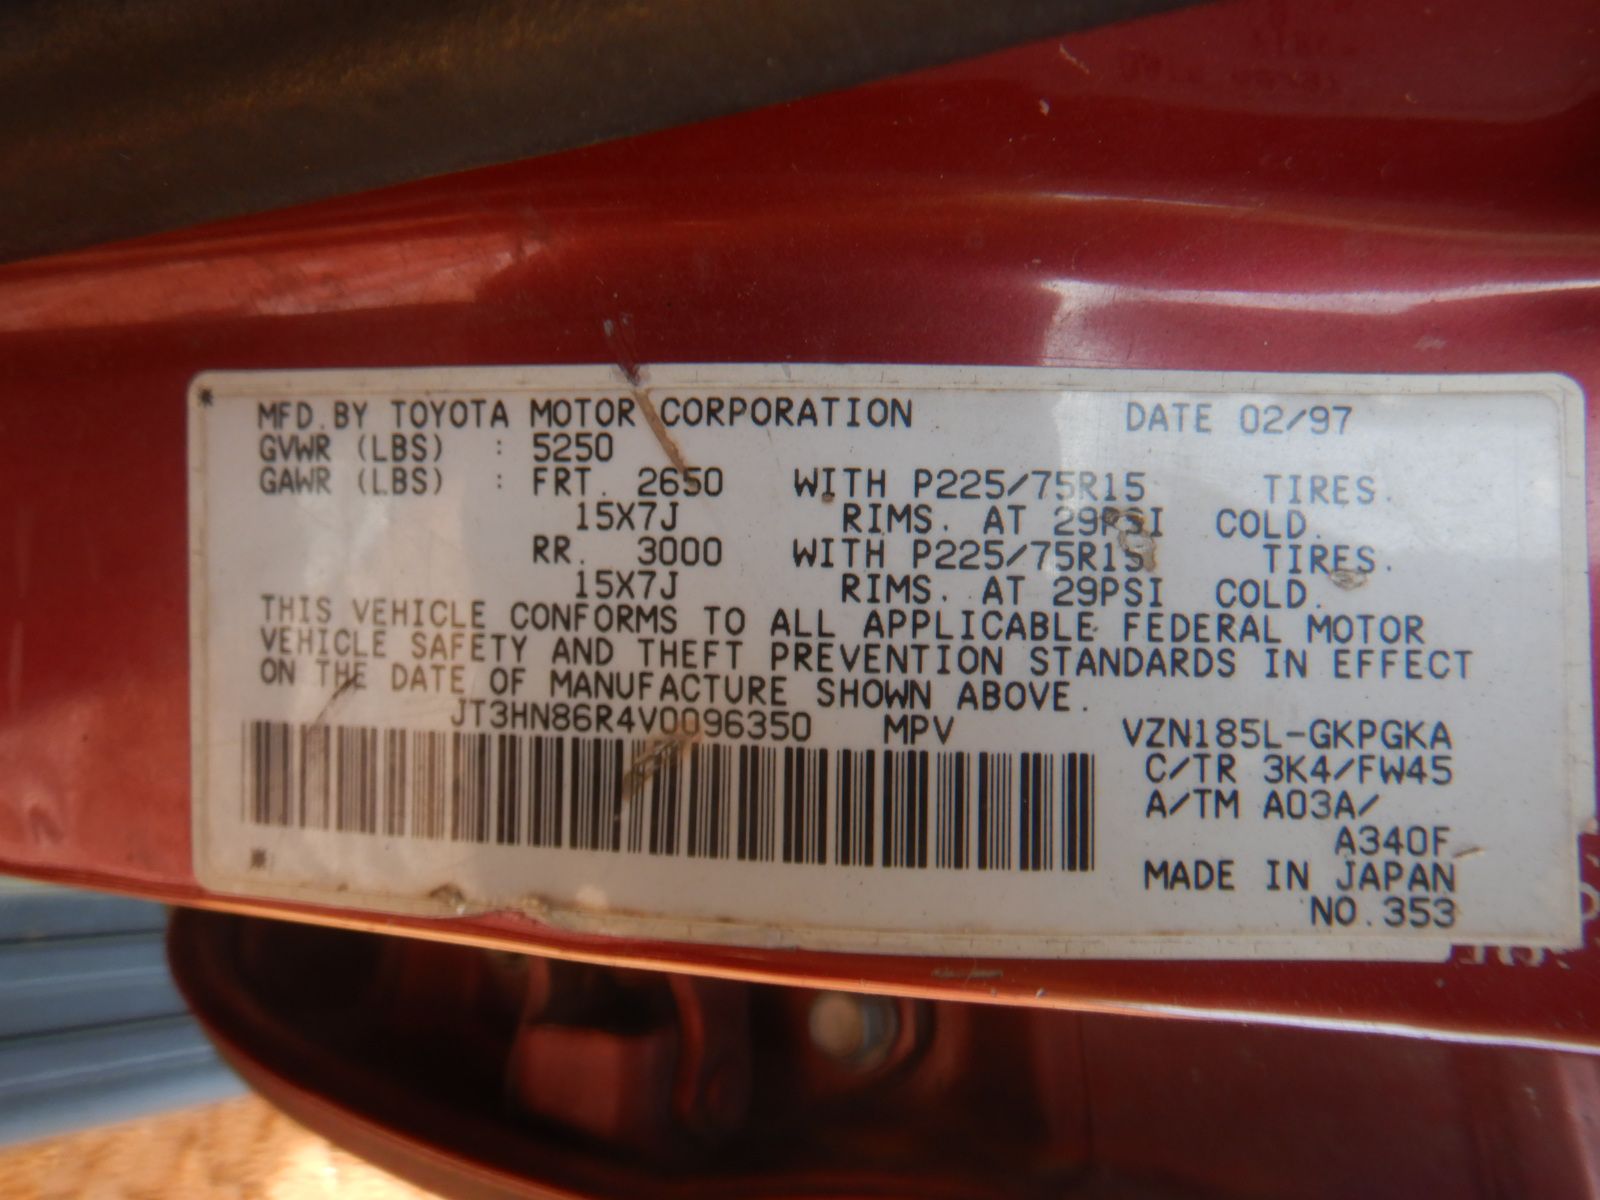 MFD. BY TOYOTA MOTOR CORPORATION DATE 02/97
GVWR (LBS) : 5250
GAWR (LBS) : FRT. 2650 WITH P225/75R15 TIRES.
15X7J RIMS. AT 29PSI COLD.
RR. 3000 WITH P225/75R15 TIRES.
15X7J RIMS. AT 29PSI COLD.
THIS VEHICLE CONFORMS TO ALL APPLICABLE FEDERAL MOTOR
VEHICLE SAFETY AND THEFT PREVENTION STANDARDS IN EFFECT
ON THE DATE OF MANUFACTURE SHOWN ABOVE.
JT3HN86R4V0096350 MPV VZN185L-GKPGKA
C/TR 3K4/FW45
A/TM A03A/
A340F
MADE IN JAPAN
NO. 353